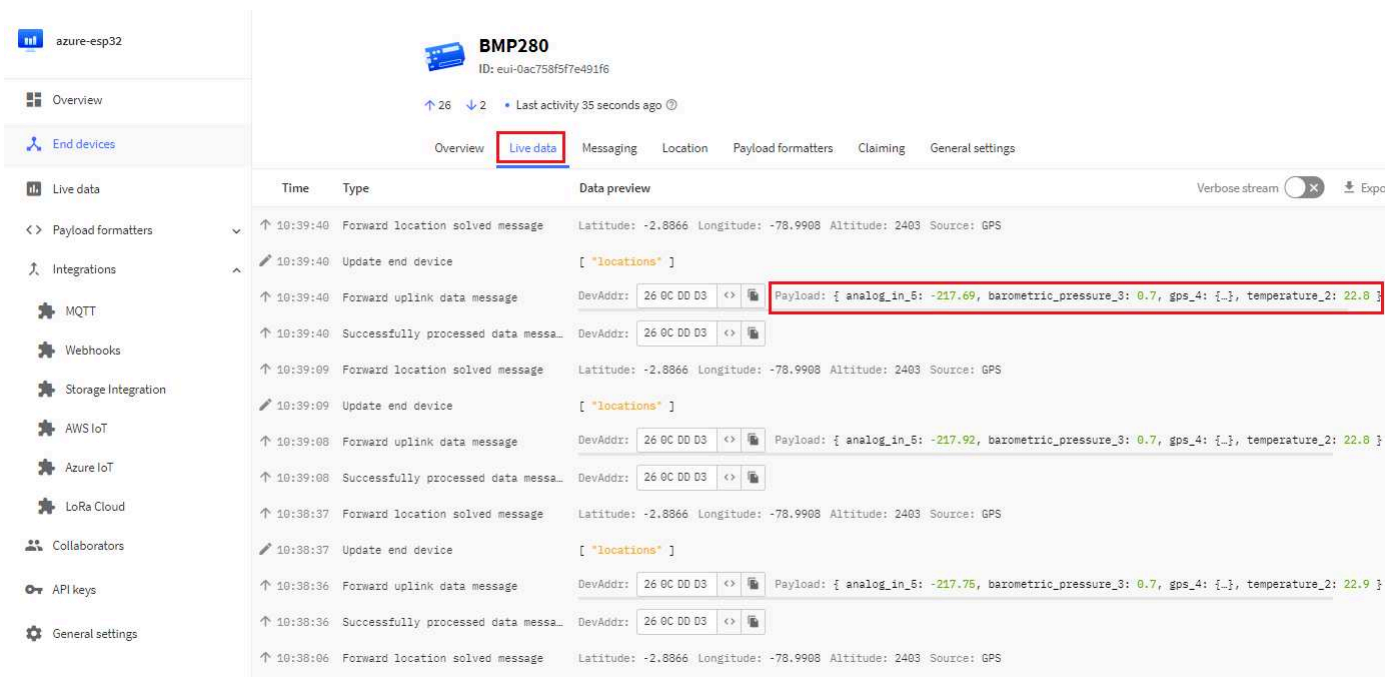 azure-esp32
Overview
End devices
Live data
Payload formatters
Integrations
MQTT
Webhooks
Storage Integration
AWS IoT
Azure IoT
LoRa Cloud
Collaborators
API keys
General settings
BMP280
ID: eui-0ac758f5f7e491f6
↑ 26 ↓ 2 • Last activity 35 seconds ago
Overview Live data Messaging Location Payload formatters Claiming General settings
Time Type Data preview Verbose stream Expo
↑ 10:39:40 Forward location solved message Latitude: -2.8866 Longitude: -78.9908 Altitude: 2403 Source: GPS
10:39:40 Update end device [ "locations" ]
↑ 10:39:40 Forward uplink data message DevAddr: 26 0C DD D3 <> Payload: { analog_in_5: -217.69, barometric_pressure_3: 0.7, gps_4: {…}, temperature_2: 22.8 }
↑ 10:39:40 Successfully processed data messa… DevAddr: 26 0C DD D3 <>
↑ 10:39:09 Forward location solved message Latitude: -2.8866 Longitude: -78.9908 Altitude: 2403 Source: GPS
10:39:09 Update end device [ "locations" ]
↑ 10:39:08 Forward uplink data message DevAddr: 26 0C DD D3 <> Payload: { analog_in_5: -217.92, barometric_pressure_3: 0.7, gps_4: {…}, temperature_2: 22.8 }
↑ 10:39:08 Successfully processed data messa… DevAddr: 26 0C DD D3 <>
↑ 10:38:37 Forward location solved message Latitude: -2.8866 Longitude: -78.9908 Altitude: 2403 Source: GPS
10:38:37 Update end device [ "locations" ]
↑ 10:38:36 Forward uplink data message DevAddr: 26 0C DD D3 <> Payload: { analog_in_5: -217.75, barometric_pressure_3: 0.7, gps_4: {…}, temperature_2: 22.9 }
↑ 10:38:36 Successfully processed data messa… DevAddr: 26 0C DD D3 <>
↑ 10:38:06 Forward location solved message Latitude: -2.8866 Longitude: -78.9908 Altitude: 2403 Source: GPS